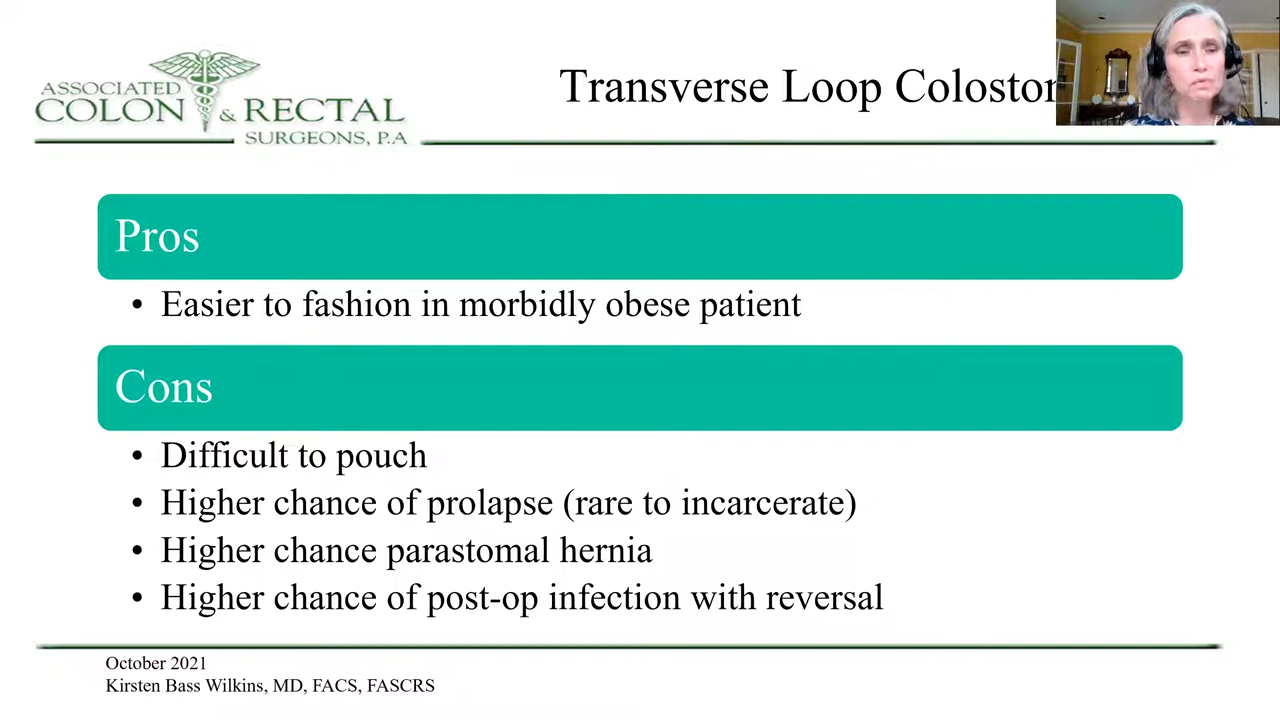 ASSOCIATED
COLON & RECTAL
SURGEONS, P.A
Transverse Loop
Pros
• Easier to fashion in morbidly obese patient
Cons
• Difficult to pouch
• Higher chance of prolapse (rare to incarcerate)
• Higher chance parastomal hernia
• Higher chance of post-op infection with reversal
October 2021
Kirsten Bass Wilkins, MD, FACS, FASCRS